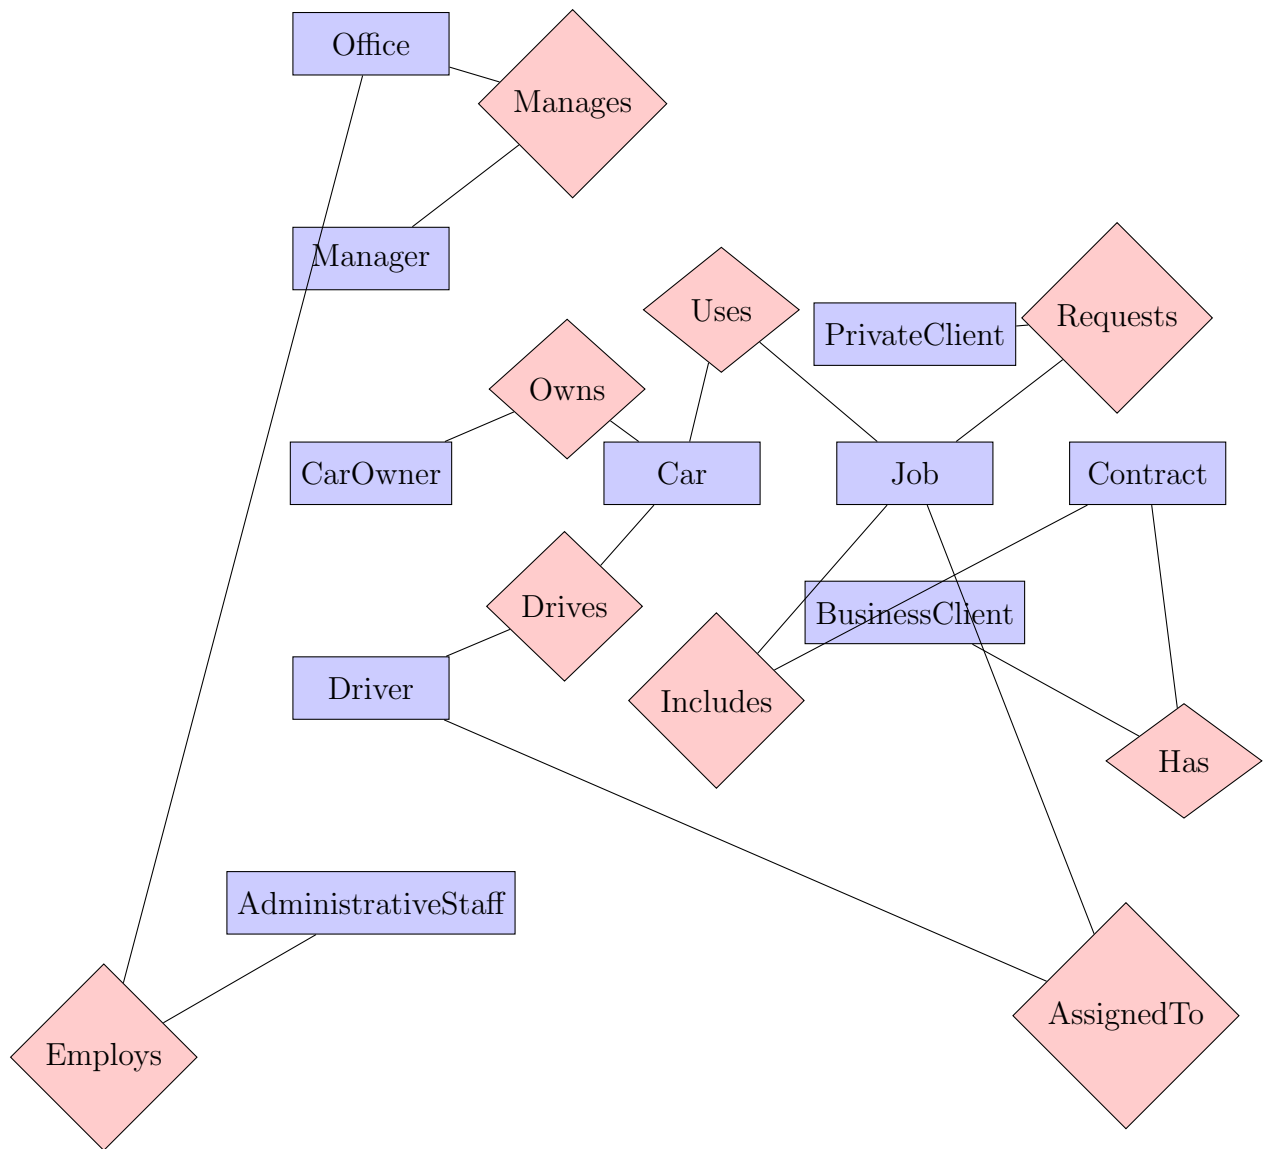 Office
Manages
Manager
Uses
PrivateClient
Requests
Owns
CarOwner
Car
Job
Contract
Drives
BusinessClient
Driver
Includes
Has
AdministrativeStaff
AssignedTo
Employs